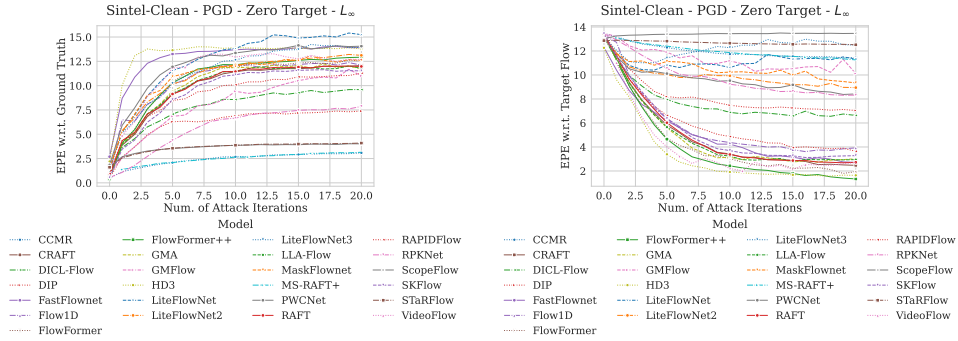 Sintel-Clean - PGD - Zero Target - L∞
EPE w.r.t. Ground Truth
15.0
12.5
10.0
7.5
5.0
2.5
0.0
0.0 2.5 5.0 7.5 10.0 12.5 15.0 17.5 20.0
Num. of Attack Iterations
Model
CCMR FlowFormer++ LiteFlowNet3 RAPIDFlow
CRAFT GMA LLA-Flow RPKNet
DICL-Flow GMFlow MaskFlownet ScopeFlow
DIP HD3 MS-RAFT+ SKFlow
FastFlownet LiteFlowNet PWCNet STaRFlow
Flow1D LiteFlowNet2 RAFT VideoFlow
FlowFormer
Sintel-Clean - PGD - Zero Target - L∞
EPE w.r.t. Target Flow
14
12
10
8
6
4
2
0.0 2.5 5.0 7.5 10.0 12.5 15.0 17.5 20.0
Num. of Attack Iterations
Model
CCMR FlowFormer++ LiteFlowNet3 RAPIDFlow
CRAFT GMA LLA-Flow RPKNet
DICL-Flow GMFlow MaskFlownet ScopeFlow
DIP HD3 MS-RAFT+ SKFlow
FastFlownet LiteFlowNet PWCNet STaRFlow
Flow1D LiteFlowNet2 RAFT VideoFlow
FlowFormer